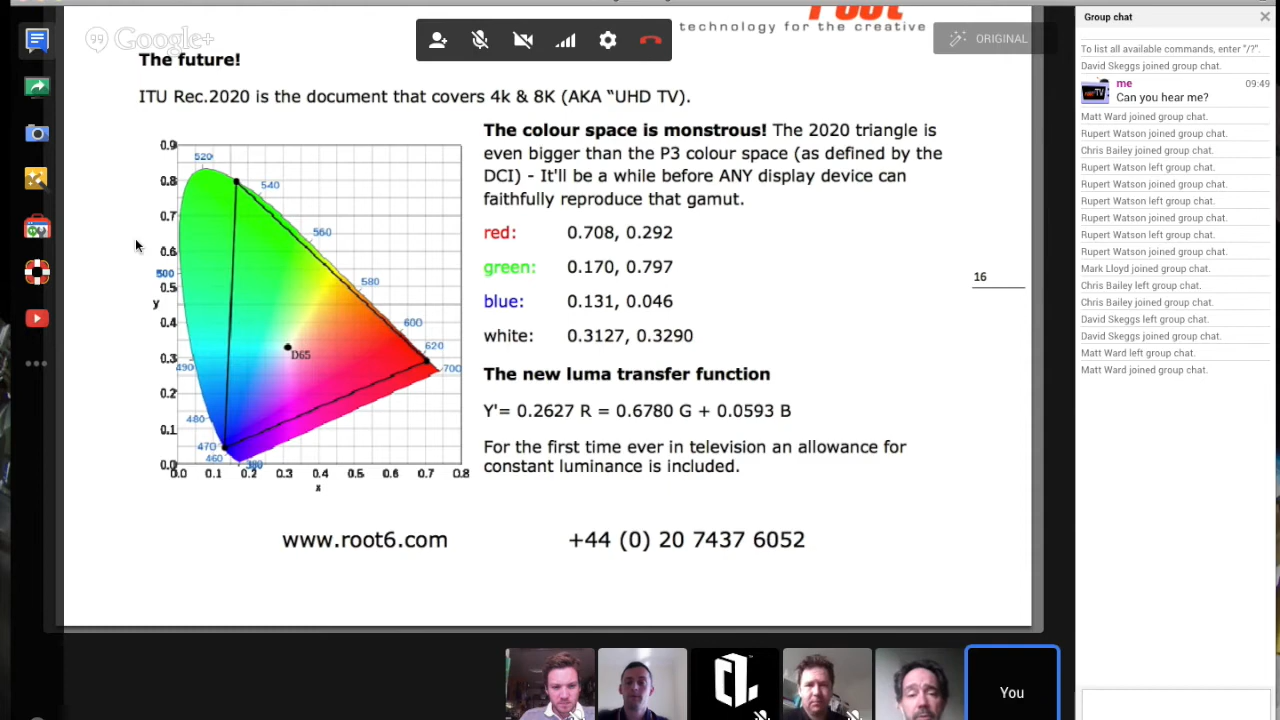 root
technology for the creative
Google+
ORIGINAL
The future!
ITU Rec.2020 is the document that covers 4k & 8K (AKA “UHD TV).
The colour space is monstrous! The 2020 triangle is
even bigger than the P3 colour space (as defined by the
DCI) - It'll be a while before ANY display device can
faithfully reproduce that gamut.
red: 0.708, 0.292
green: 0.170, 0.797
blue: 0.131, 0.046
white: 0.3127, 0.3290
The new luma transfer function
Y'= 0.2627 R = 0.6780 G + 0.0593 B
For the first time ever in television an allowance for
constant luminance is included.
0.9
0.8
0.7
0.6
0.5
y
0.4
0.3
0.2
0.1
0.0
0.0 0.1 0.2 0.3 0.4 0.5 0.6 0.7 0.8
x
520
540
560
580
600
620
700
500
490
480
470
460
380
D65
16
www.root6.com +44 (0) 20 7437 6052
Group chat
To list all available commands, enter "/?".
David Skeggs joined group chat.
me 09:49
Can you hear me?
Matt Ward joined group chat.
Rupert Watson joined group chat.
Chris Bailey joined group chat.
Rupert Watson left group chat.
Rupert Watson joined group chat.
Rupert Watson left group chat.
Rupert Watson joined group chat.
Rupert Watson left group chat.
Rupert Watson joined group chat.
Mark Lloyd joined group chat.
Chris Bailey left group chat.
Chris Bailey joined group chat.
David Skeggs left group chat.
David Skeggs joined group chat.
Matt Ward left group chat.
Matt Ward joined group chat.
You